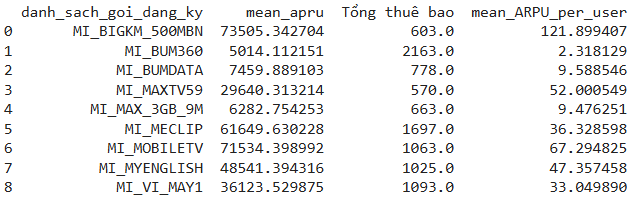 danh_sach_goi_dang_ky mean_apru Tổng thuê bao mean_ARPU_per_user
0 MI_BIGKM_500MBN 73505.342704 603.0 121.899407
1 MI_BUM360 5014.112151 2163.0 2.318129
2 MI_BUMDATA 7459.889103 778.0 9.588546
3 MI_MAXTV59 29640.313214 570.0 52.000549
4 MI_MAX_3GB_9M 6282.754253 663.0 9.476251
5 MI_MECLIP 61649.630228 1697.0 36.328598
6 MI_MOBILETV 71534.398992 1063.0 67.294825
7 MI_MYENGLISH 48541.394316 1025.0 47.357458
8 MI_VI_MAY1 36123.529875 1093.0 33.049890